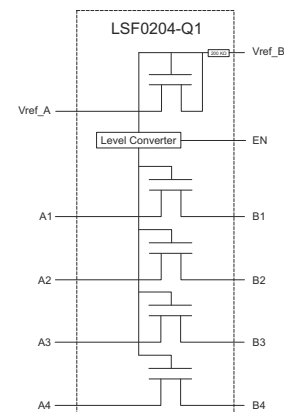 LSF0204-Q1
200 KΩ
Vref_B
Vref_A
Level Converter
EN
A1
B1
A2
B2
A3
B3
A4
B4